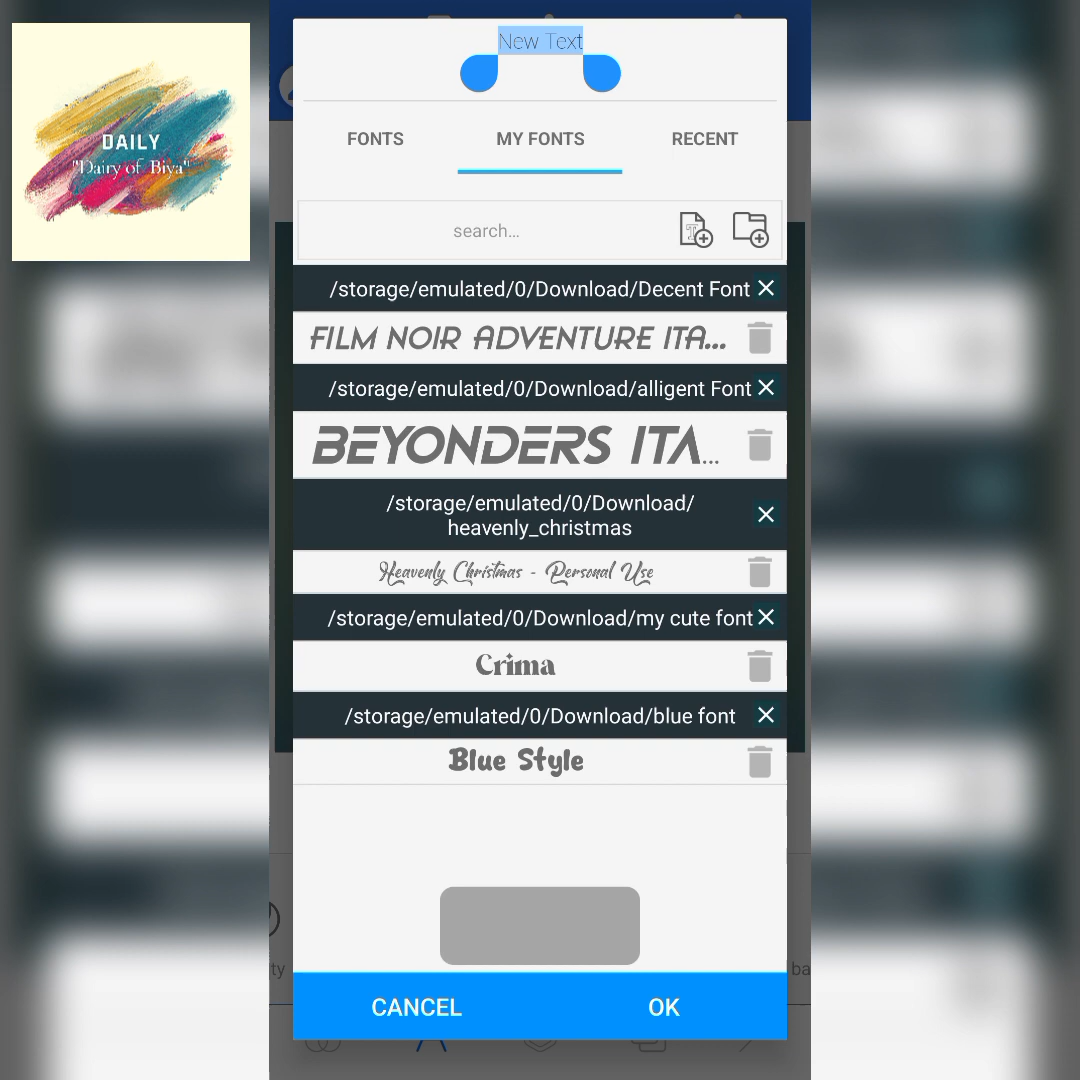 DAILY
"Dairy of Biya"
New Text
FONTS
MY FONTS
RECENT
search...
/storage/emulated/0/Download/Decent Font
FILM NOIR ADVENTURE ITA...
/storage/emulated/0/Download/alligent Font
BEYONDERS ITA...
/storage/emulated/0/Download/
heavenly_christmas
Heavenly Christmas - Personal Use
/storage/emulated/0/Download/my cute font
Crima
/storage/emulated/0/Download/blue font
Blue Style
ty
ba
CANCEL
OK